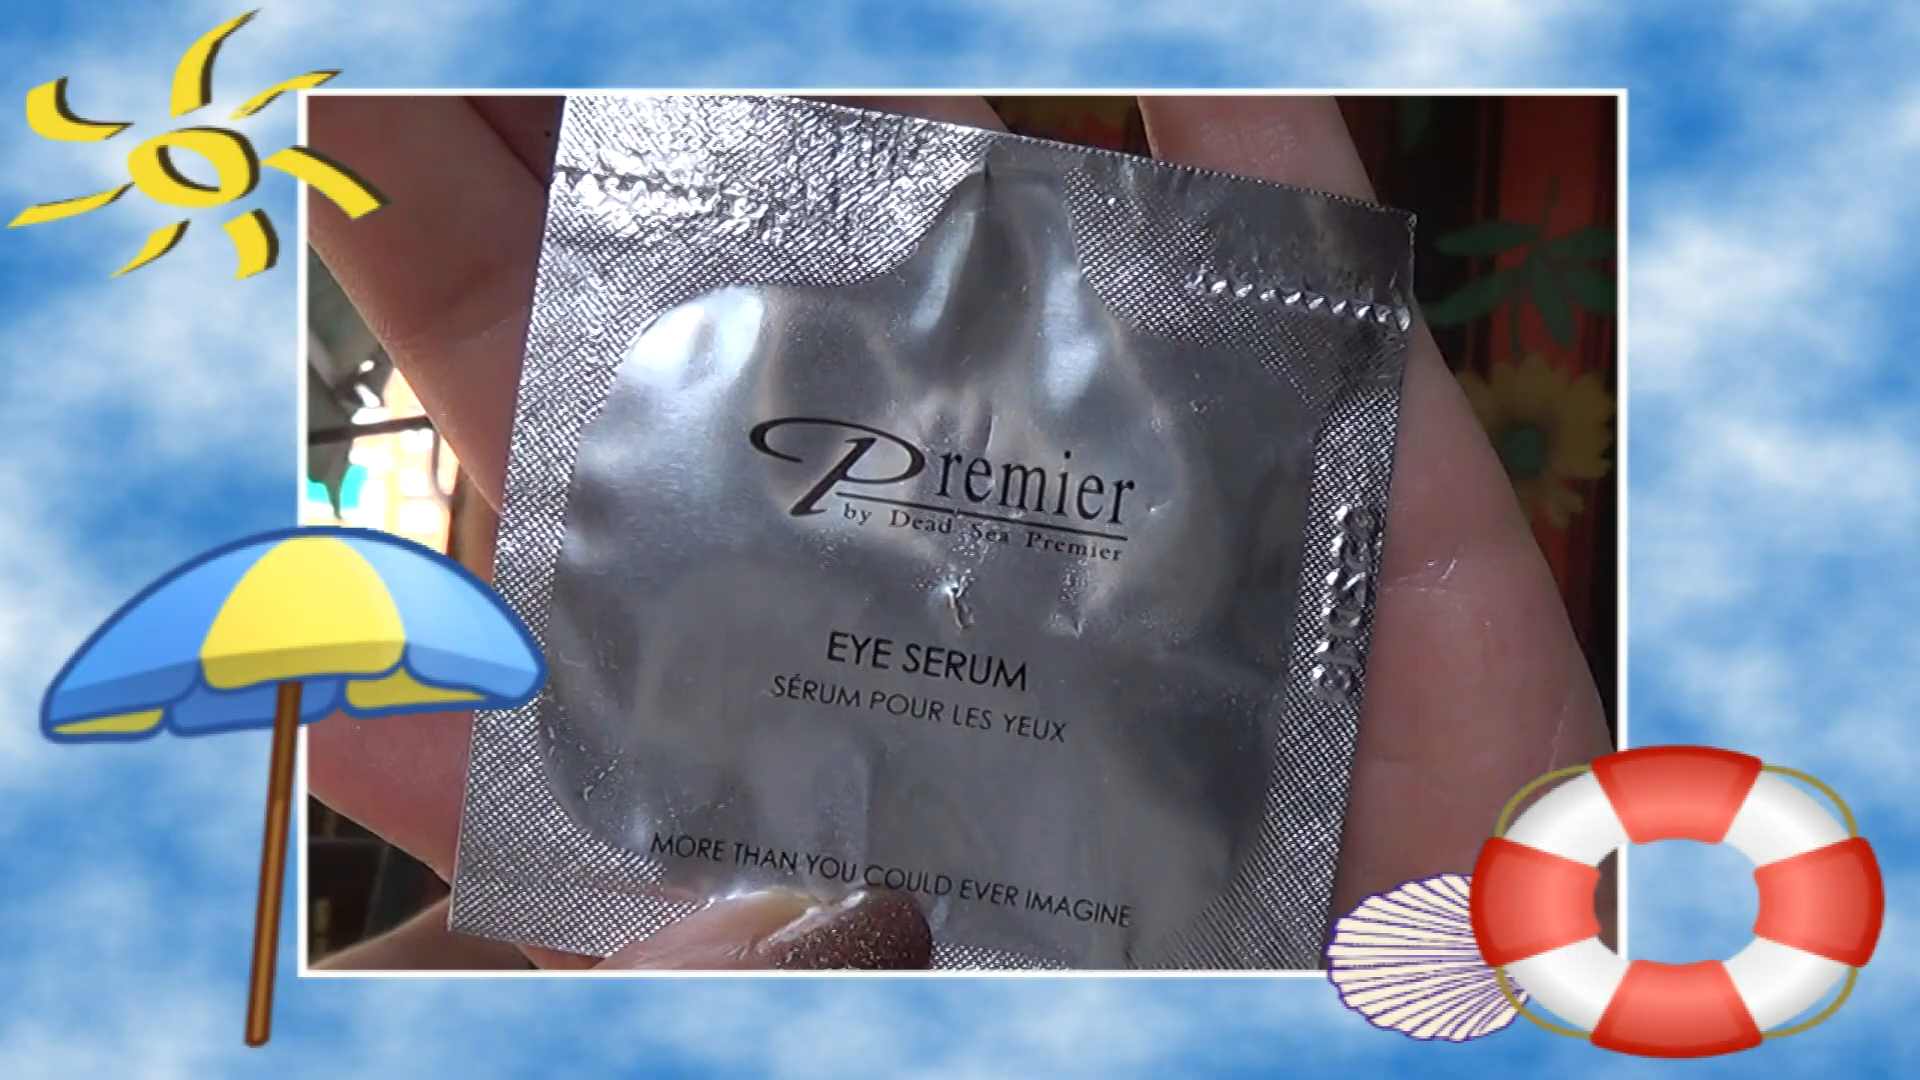 Premier
by Dead Sea Premier
EYE SERUM
SÉRUM POUR LES YEUX
MORE THAN YOU COULD EVER IMAGINE